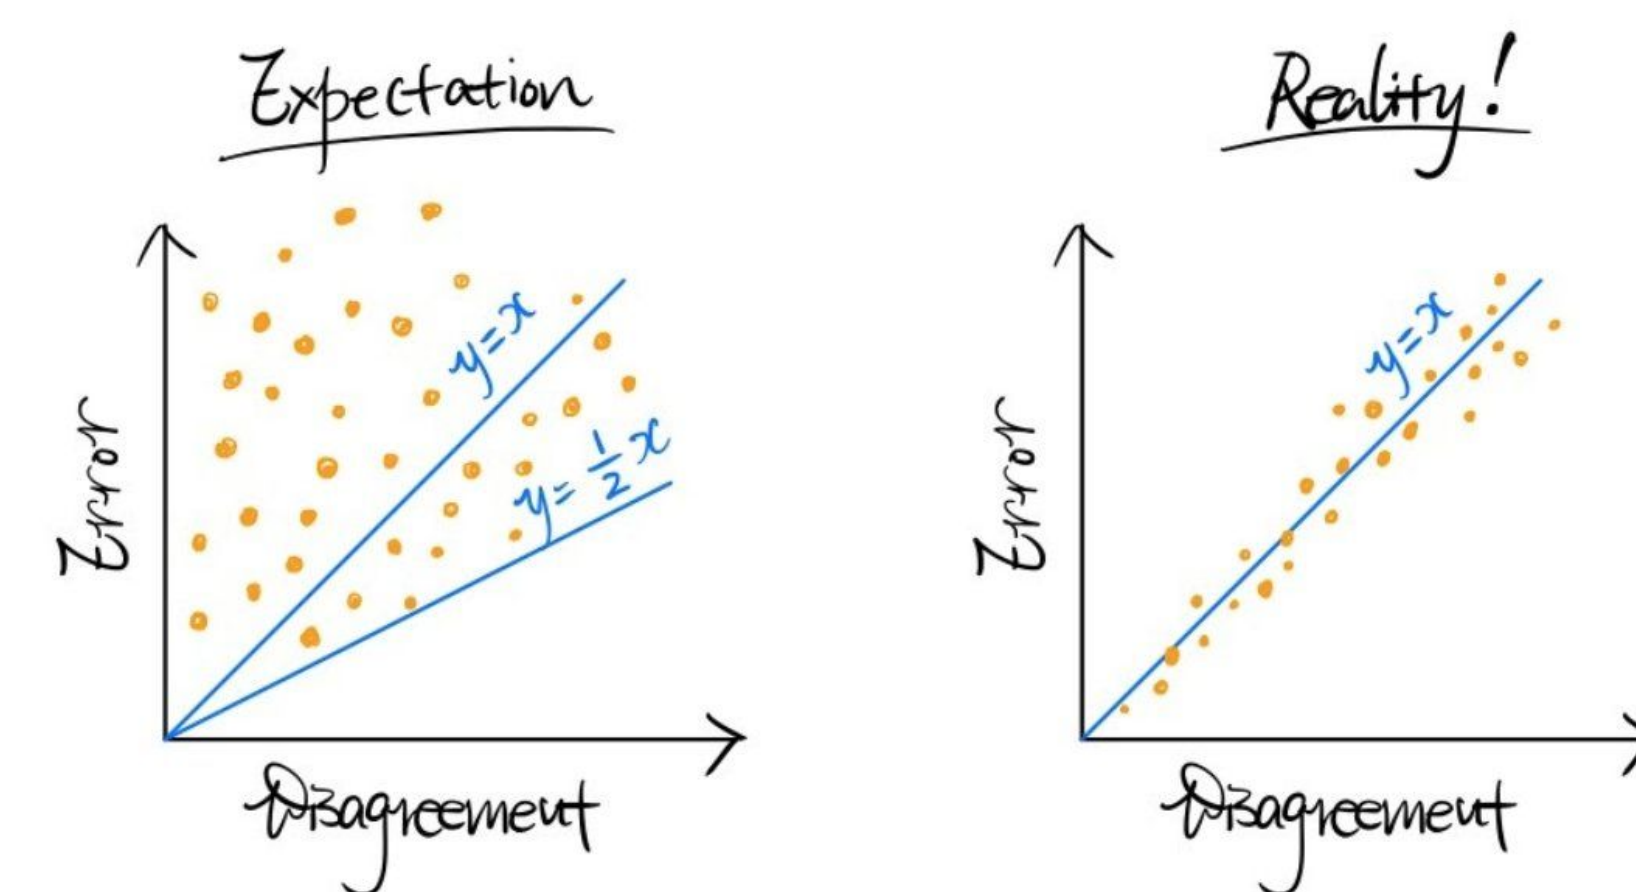 Expectation
y=x
y=1/2x
Error
Disagreement
Reality!
y=x
Error
Disagreement